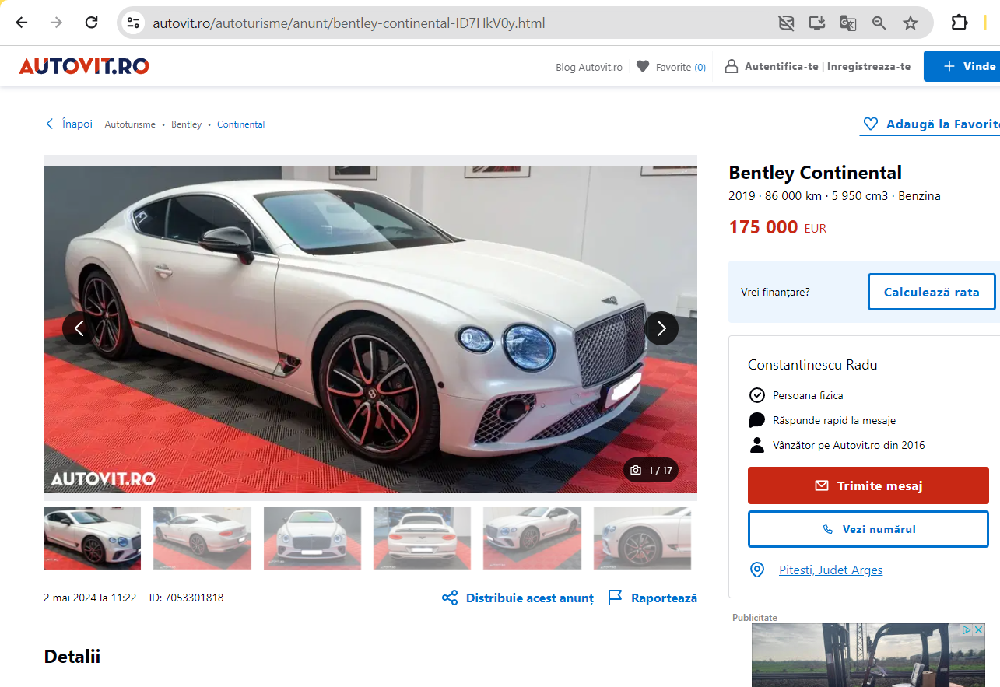 autovit.ro/autoturisme/anunt/bentley-continental-ID7HkV0y.html
AUTOVIT.RO
Blog Autovit.ro
Favorite (0)
Autentifica-te | Inregistreaza-te
+ Vinde
Înapoi
Autoturisme • Bentley • Continental
Adaugă la Favorite
Bentley Continental
2019 · 86 000 km · 5 950 cm3 · Benzina
175 000 EUR
Vrei finanțare?
Calculează rata
Constantinescu Radu
Persoana fizica
Răspunde rapid la mesaje
Vânzător pe Autovit.ro din 2016
Trimite mesaj
Vezi numărul
Pitesti, Judet Arges
AUTOVIT.RO
1 / 17
2 mai 2024 la 11:22
ID: 7053301818
Distribuie acest anunț
Raportează
Publicitate
Detalii